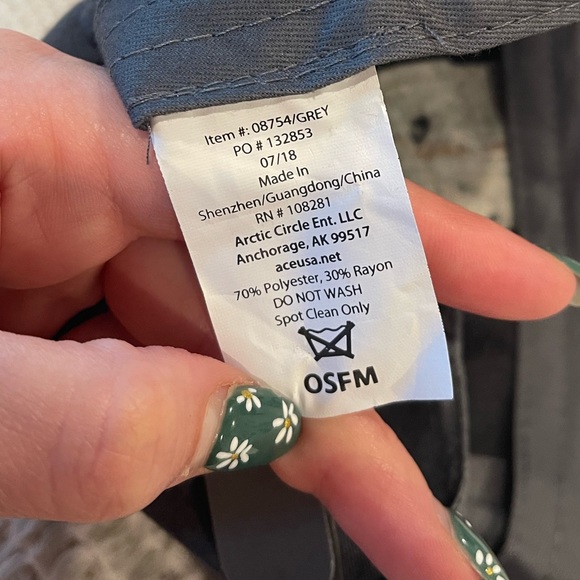 Item #: 08754/GREY
PO # 132853
07/18
Made In
Shenzhen/Guangdong/China
RN # 108281
Arctic Circle Ent. LLC
Anchorage, AK 99517
aceusa.net
70% Polyester, 30% Rayon
DO NOT WASH
Spot Clean Only
OSFM